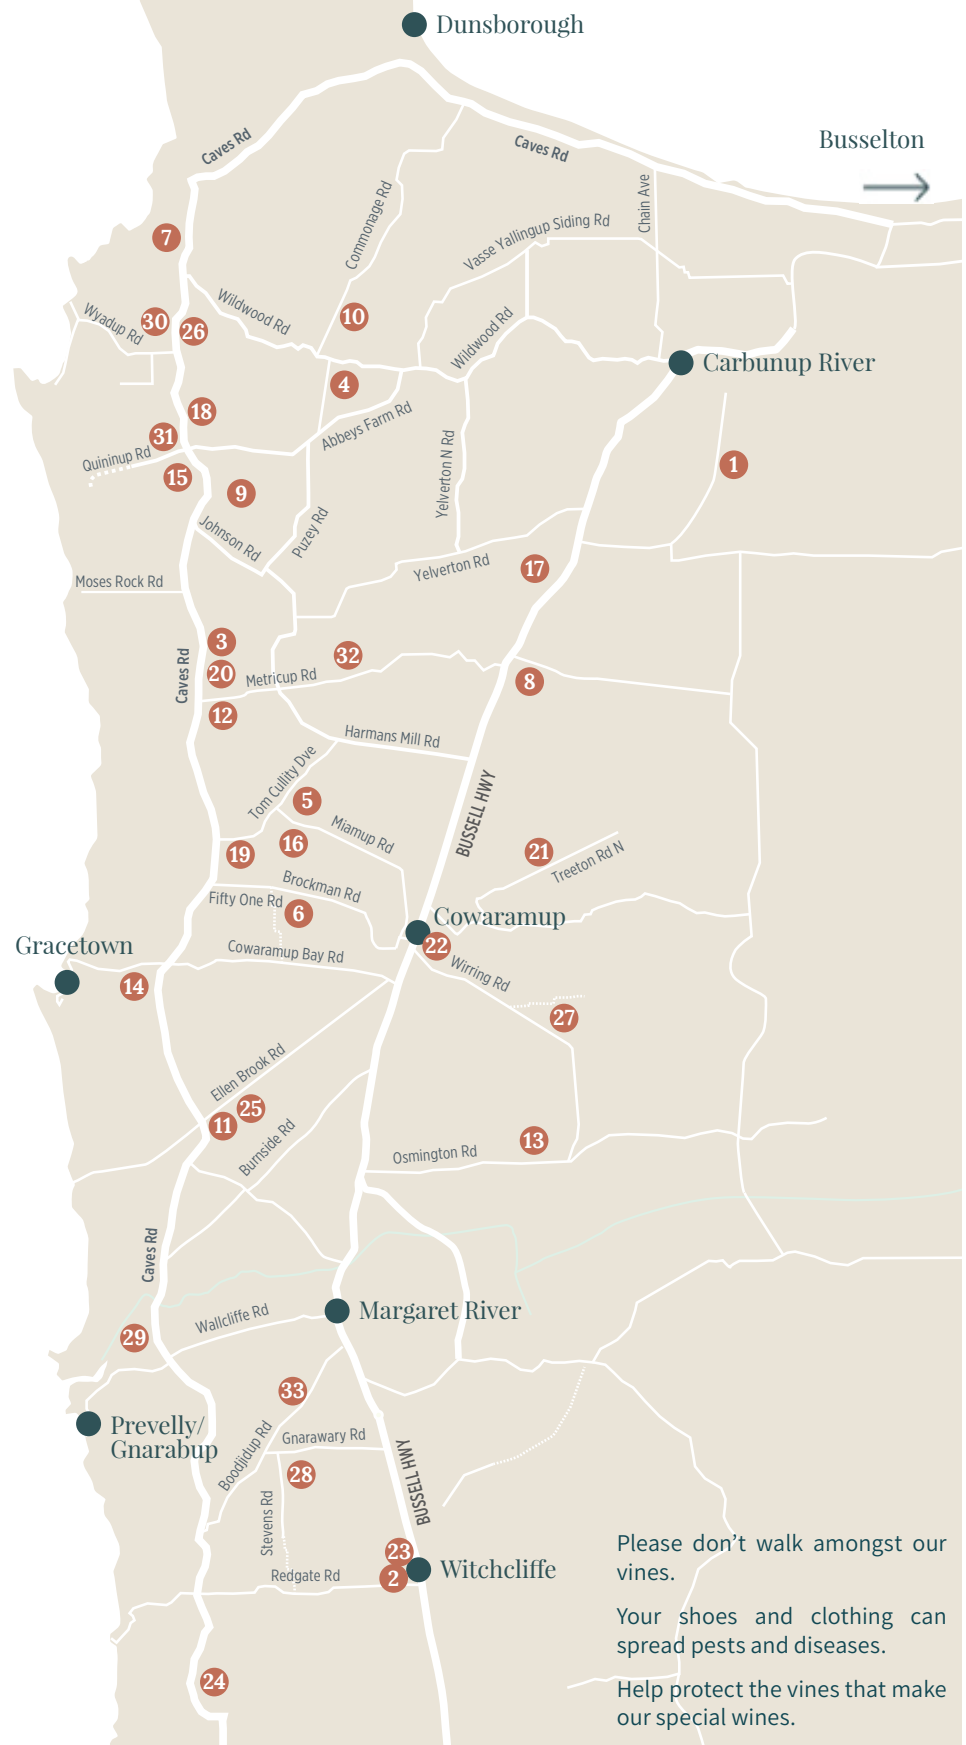 Dunsborough
Busselton
Caves Rd
Caves Rd
Chain Ave
Commonage Rd
Vasse Yallingup Siding Rd
7
Wildwood Rd
Wyadup Rd
30
26
10
Wildwood Rd
Carbunup River
4
18
Abbeys Farm Rd
31
Quininup Rd
15
9
Yelverton N Rd
1
Johnson Rd
Puzey Rd
Yelverton Rd
17
Moses Rock Rd
3
32
Caves Rd
20
Metricup Rd
8
12
Harmans Mill Rd
Tom Cullity Dve
5
BUSSELL HWY
16
Miamup Rd
19
21
Treeton Rd N
Brockman Rd
Fifty One Rd
6
Cowaramup
22
Gracetown
Cowaramup Bay Rd
Wirring Rd
14
27
Ellen Brook Rd
25
11
Burnside Rd
13
Osmington Rd
Caves Rd
Margaret River
Wallcliffe Rd
29
33
Prevelly/
Gnarabup
Boodjidup Rd
Gnarawary Rd
28
BUSSELL HWY
Stevens Rd
23
Witchcliffe
Redgate Rd
2
24
Please don’t walk amongst our
vines.
Your shoes and clothing can
spread pests and diseases.
Help protect the vines that make
our special wines.